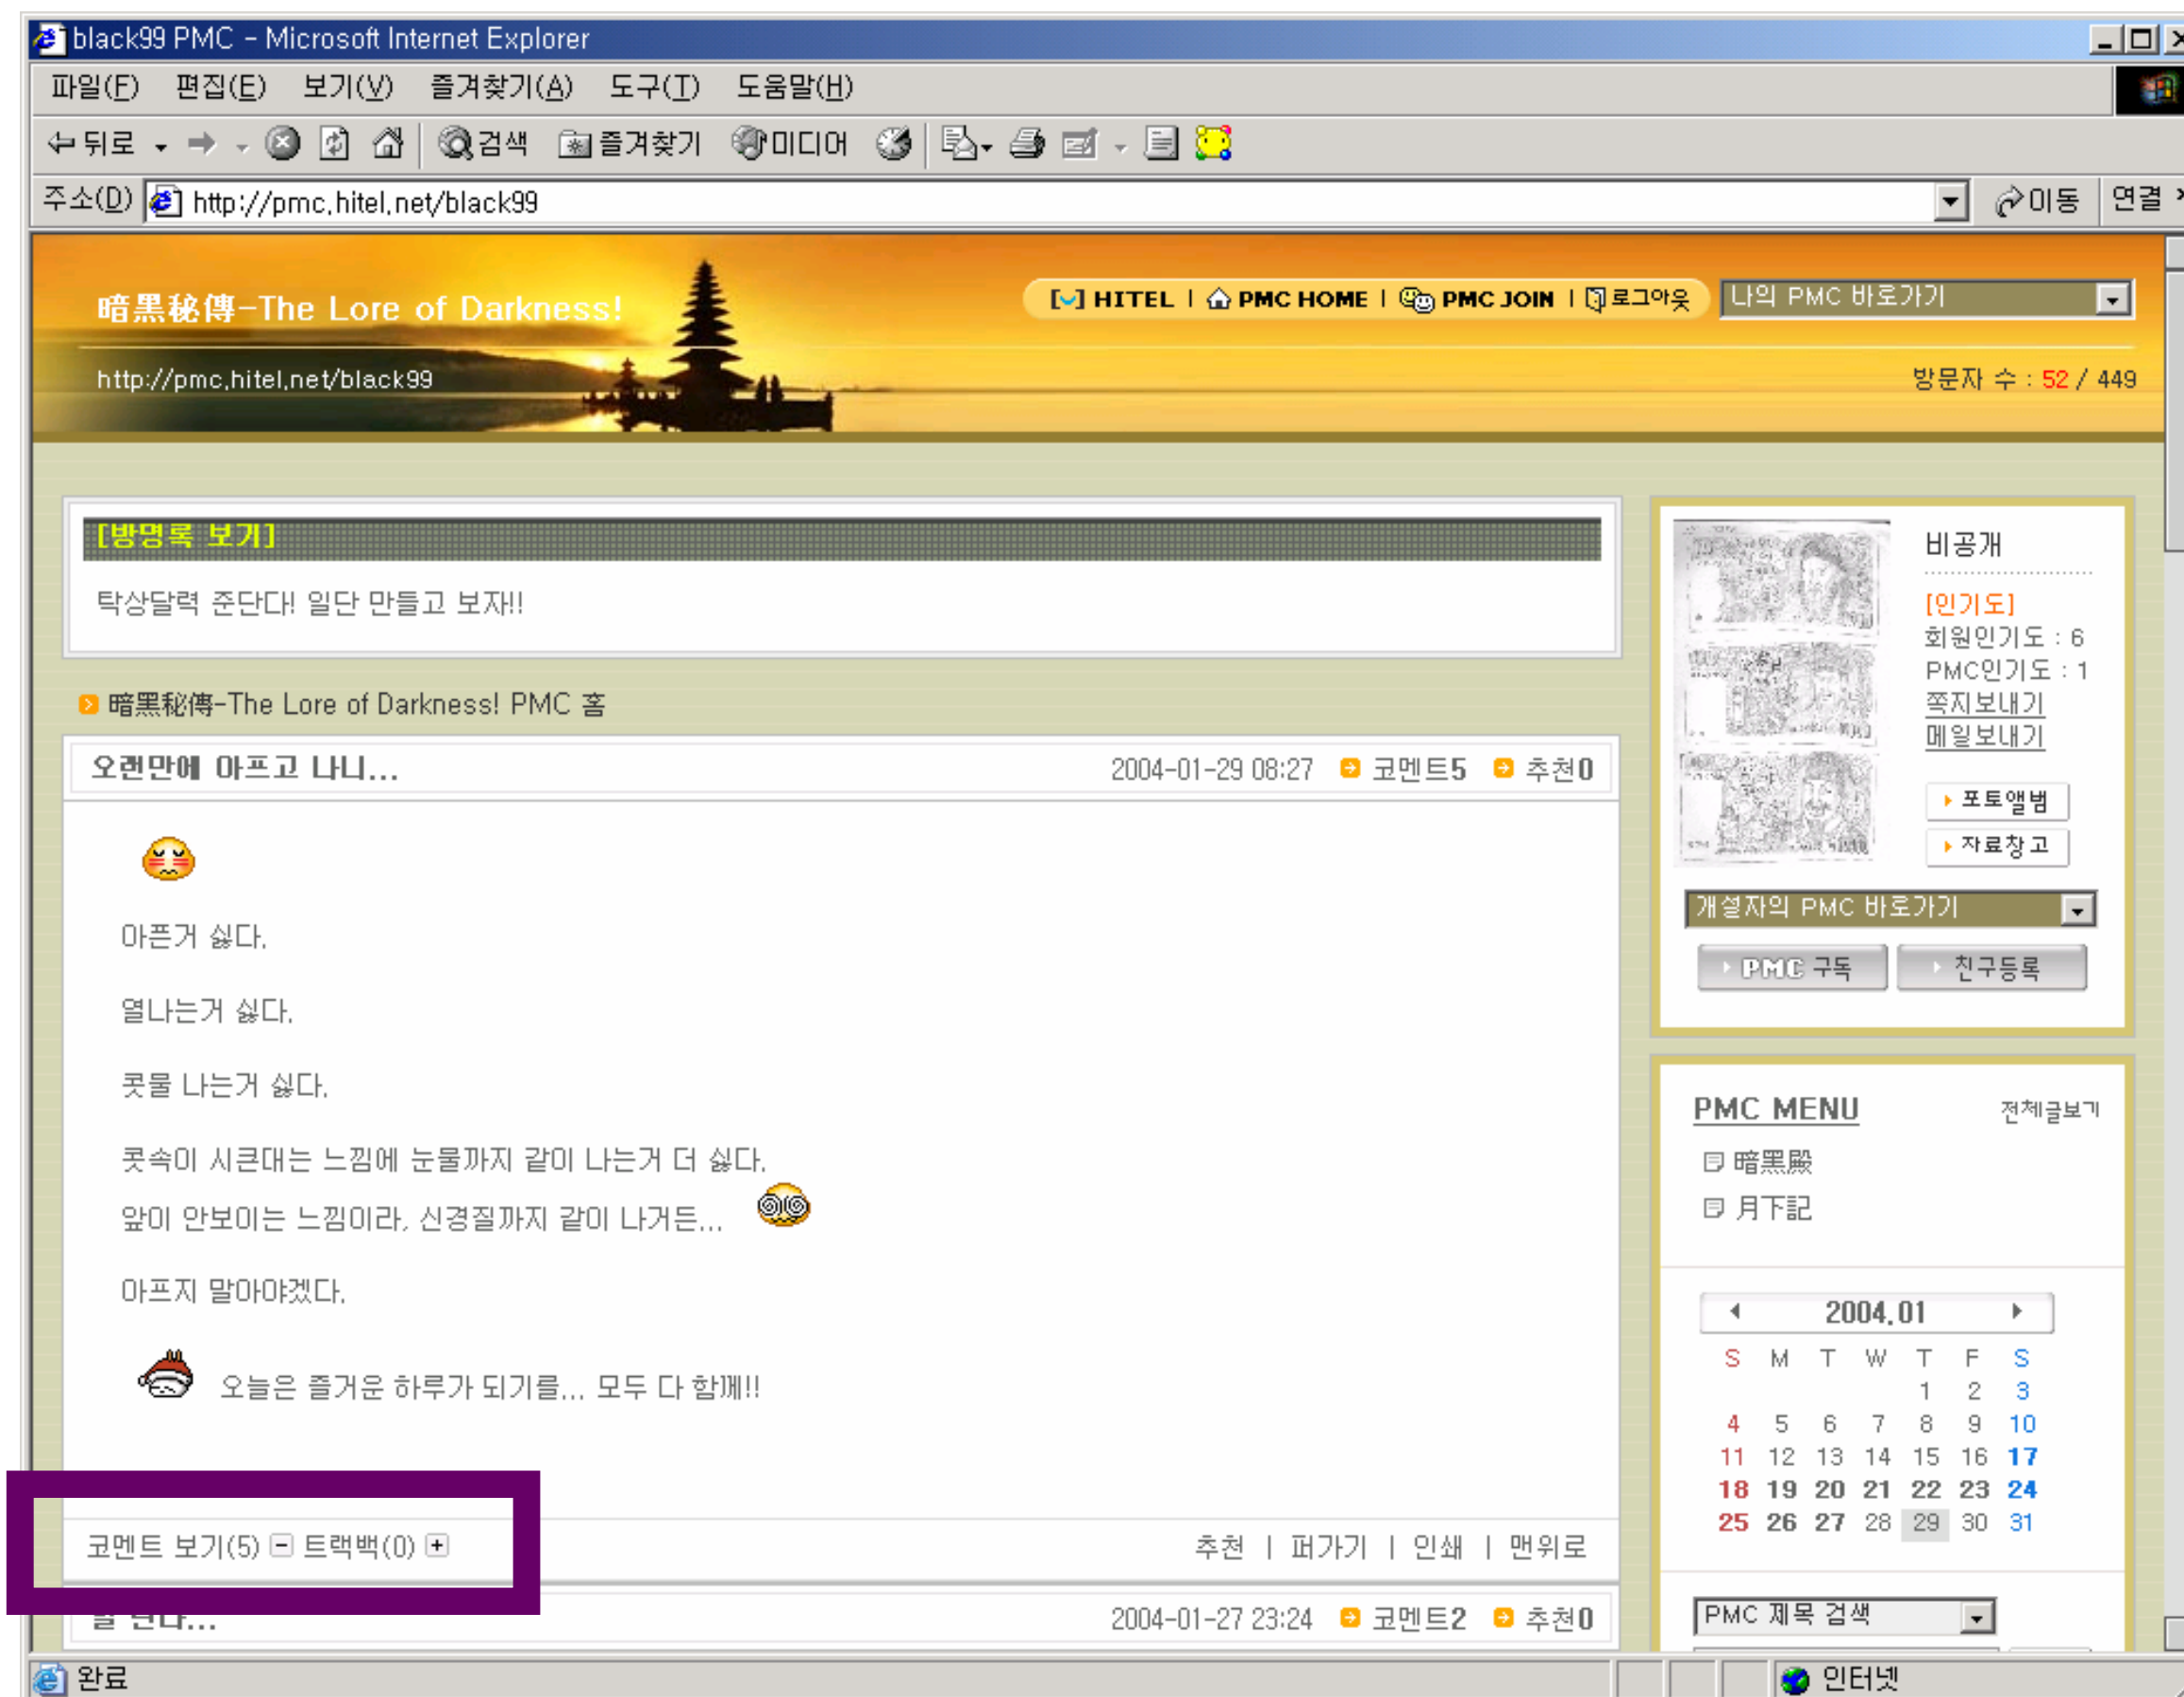 black99 PMC - Microsoft Internet Explorer
파일(F) 편집(E) 보기(V) 즐겨찾기(A) 도구(T) 도움말(H)
뒤로 검색 즐겨찾기 미디어
주소(D) http://pmc.hitel.net/black99 이동 연결
暗黑秘傳-The Lore of Darkness!
HITEL | PMC HOME | PMC JOIN | 로그아웃 나의 PMC 바로가기
http://pmc.hitel.net/black99
방문자 수 : 52 / 449
[방명록 보기]
탁상달력 준단다! 일단 만들고 보자!!
暗黑秘傳-The Lore of Darkness! PMC 홈
오랜만에 아프고 나니... 2004-01-29 08:27 코멘트5 추천0
아픈거 싫다.
열나는거 싫다.
콧물 나는거 싫다.
콧속이 시큰대는 느낌에 눈물까지 같이 나는거 더 싫다.
앞이 안보이는 느낌이라, 신경질까지 같이 나거든...
아프지 말아야겠다.
오늘은 즐거운 하루가 되기를... 모두 다 함께!!
코멘트 보기(5) 트랙백(0) 추천 | 퍼가기 | 인쇄 | 맨위로
2004-01-27 23:24 코멘트2 추천0
비공개
[인기도]
회원인기도 : 6
PMC인기도 : 1
쪽지보내기
메일보내기
포토앨범
자료창고
개설자의 PMC 바로가기
PMC 구독 친구등록
PMC MENU 전체글보기
暗黑殿
月下記
2004.01
S M T W T F S
1 2 3
4 5 6 7 8 9 10
11 12 13 14 15 16 17
18 19 20 21 22 23 24
25 26 27 28 29 30 31
PMC 제목 검색
완료 인터넷